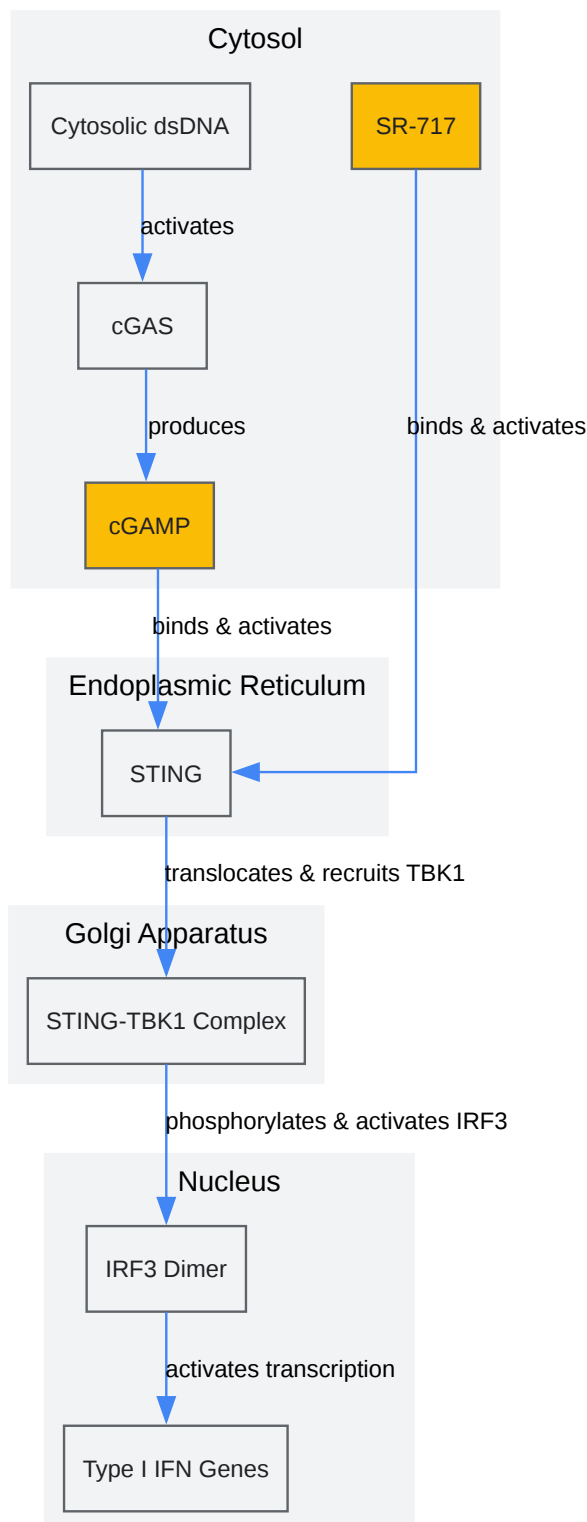 Cytosol
Cytosolic dsDNA
SR-717
activates
cGAS
produces
binds & activates
cGAMP
binds & activates
Endoplasmic Reticulum
STING
translocates & recruits TBK1
Golgi Apparatus
STING-TBK1 Complex
phosphorylates & activates IRF3
Nucleus
IRF3 Dimer
activates transcription
Type I IFN Genes